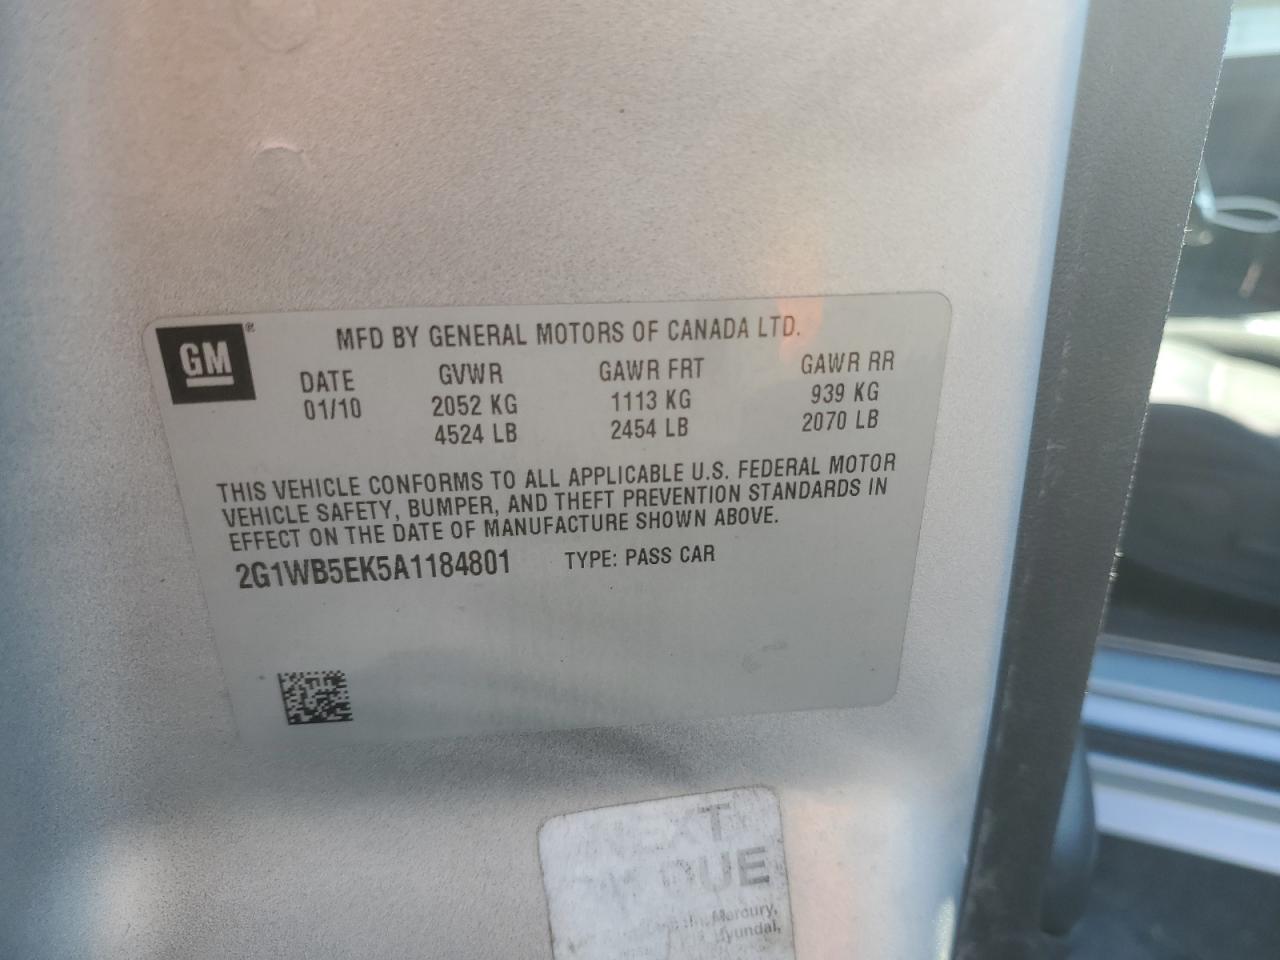 GM®
MFD BY GENERAL MOTORS OF CANADA LTD.
DATE GVWR GAWR FRT GAWR RR
01/10 2052 KG 1113 KG 939 KG
4524 LB 2454 LB 2070 LB
THIS VEHICLE CONFORMS TO ALL APPLICABLE U.S. FEDERAL MOTOR
VEHICLE SAFETY, BUMPER, AND THEFT PREVENTION STANDARDS IN
EFFECT ON THE DATE OF MANUFACTURE SHOWN ABOVE.
2G1WB5EK5A1184801 TYPE: PASS CAR
NEXT
DUE
Mercury,
Hyundai,